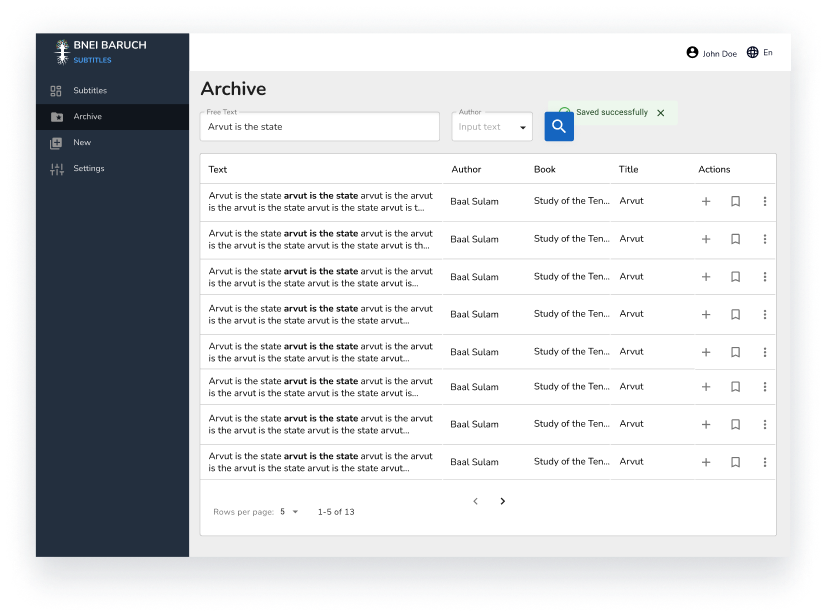 BNEI BARUCH
SUBTITLES
John Doe
En
Subtitles
Archive
New
Settings
Archive
Free Text
Arvut is the state
Author
Input text
Saved successfully
Text Author Book Title Actions
Arvut is the state arvut is the state arvut is the arvut
is the arvut is the state arvut is the state arvut is t...
Baal Sulam Study of the Ten... Arvut
Arvut is the state arvut is the state arvut is the arvut
is the arvut is the state arvut is the state arvut is th...
Baal Sulam Study of the Ten... Arvut
Arvut is the state arvut is the state arvut is the arvut
is the arvut is the state arvut is the state arvut is...
Baal Sulam Study of the Ten... Arvut
Arvut is the state arvut is the state arvut is the arvut
is the arvut is the state arvut is the state arvut...
Baal Sulam Study of the Ten... Arvut
Arvut is the state arvut is the state arvut is the arvut
is the arvut is the state arvut is the state arvut...
Baal Sulam Study of the Ten... Arvut
Arvut is the state arvut is the state arvut is the arvut
is the arvut is the state arvut is the state arvut is...
Baal Sulam Study of the Ten... Arvut
Arvut is the state arvut is the state arvut is the arvut
is the arvut is the state arvut is the state arvut...
Baal Sulam Study of the Ten... Arvut
Arvut is the state arvut is the state arvut is the arvut
is the arvut is the state arvut is the state arvut...
Baal Sulam Study of the Ten... Arvut
Rows per page: 5 1-5 of 13